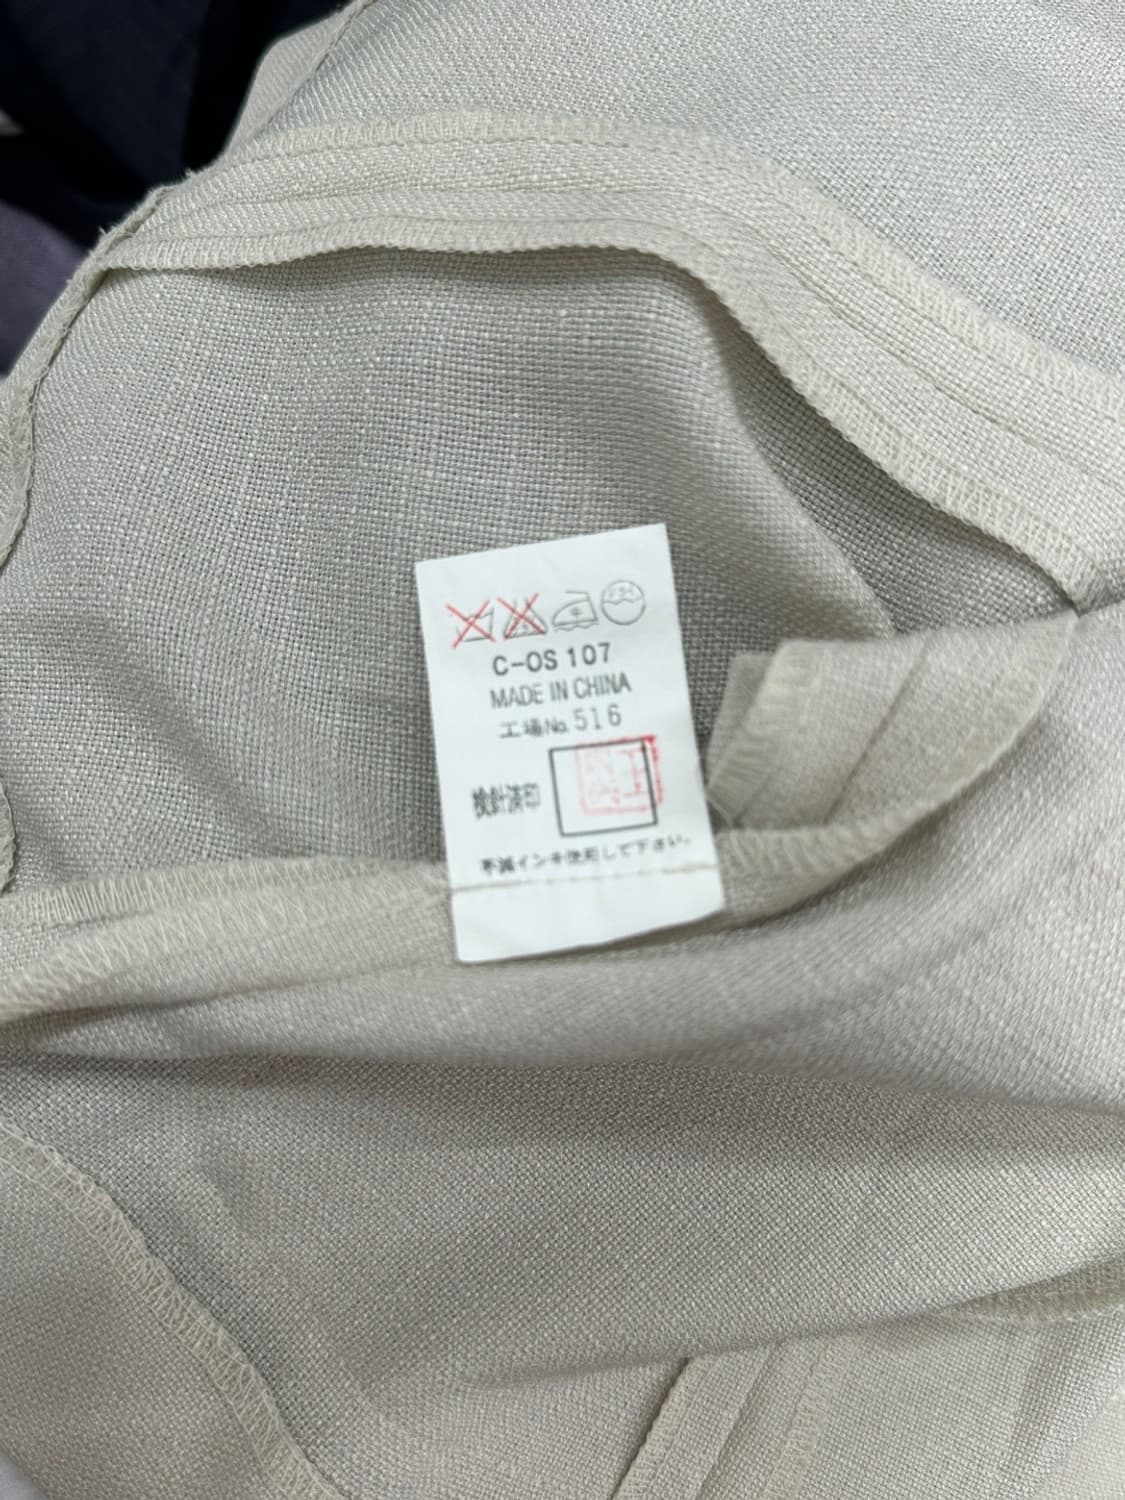 C-OS 107
MADE IN CHINA
工場No.516
検針済印
不滅インキ使用して下さい。